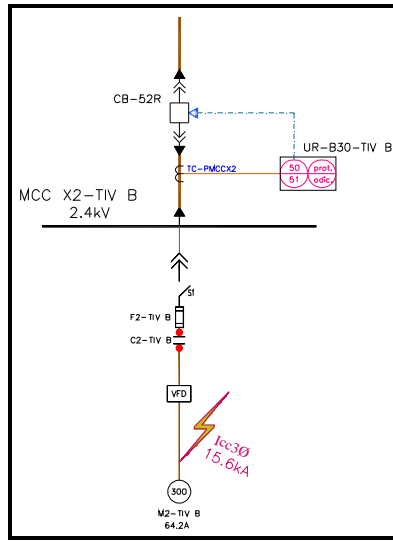 CB-52R
UR-B30-TIV B
TC-PMCCX2
50 prot.
51 adic.
MCC X2-TIV B
2.4kV
S1
F2-TIV B
C2-TIV B
VFD
Icc3Ø
15.6kA
300
M2-TIV B
64.2A